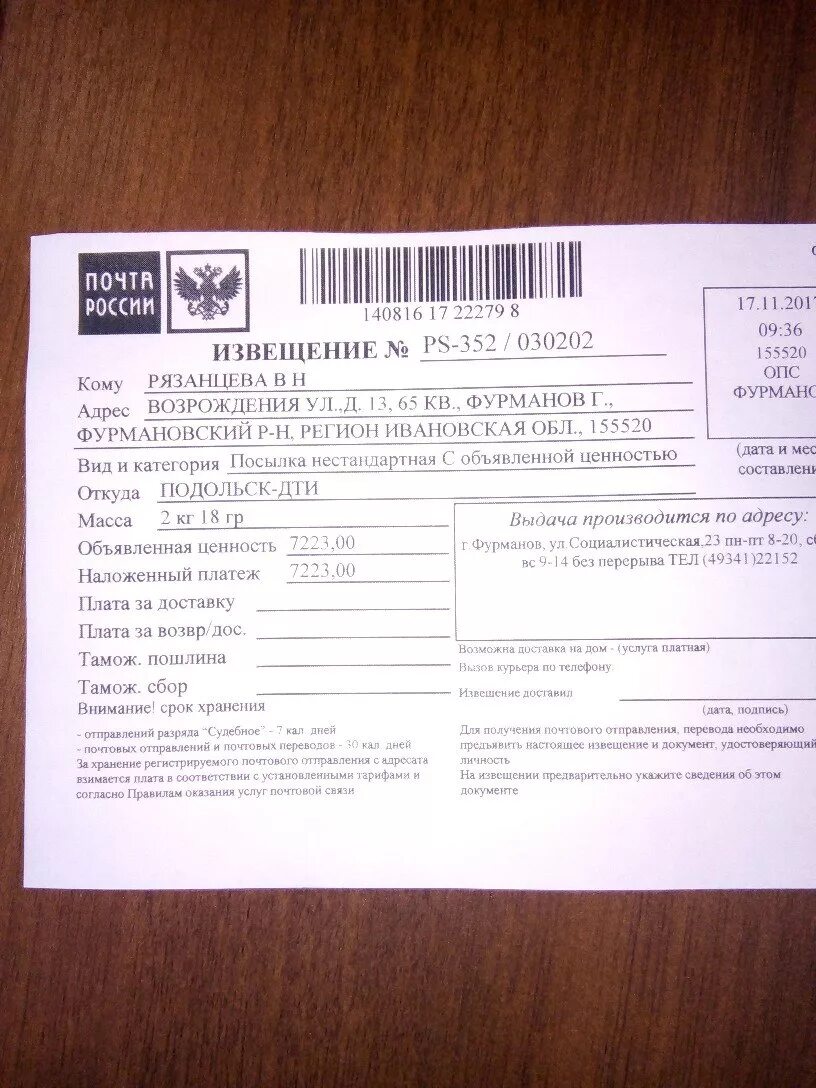 ПОЧТА
РОССИИ
140816 17 22279 8
ИЗВЕЩЕНИЕ № PS-352 / 030202
17.11.2017
09:36
155520
ОПС
ФУРМАНО
(дата и мес
составлени
Кому РЯЗАНЦЕВА В Н
Адрес ВОЗРОЖДЕНИЯ УЛ.,Д. 13, 65 КВ., ФУРМАНОВ Г.,
ФУРМАНОВСКИЙ Р-Н, РЕГИОН ИВАНОВСКАЯ ОБЛ., 155520
Вид и категория Посылка нестандартная С объявленной ценностью
Откуда ПОДОЛЬСК-ДТИ
Масса 2 кг 18 гр
Объявленная ценность 7223,00
Наложенный платеж 7223,00
Плата за доставку
Плата за возвр/дос.
Тамож. пошлина
Тамож. сбор
Внимание! срок хранения
- отправлений разряда "Судебное" - 7 кал. дней
- почтовых отправлений и почтовых переводов - 30 кал. дней
За хранение регистрируемого почтового отправления с адресата
взимается плата в соответствии с установленными тарифами и
согласно Правилам оказания услуг почтовой связи
Выдача производится по адресу:
г Фурманов, ул Социалистическая,23 пн-пт 8-20, сб
вс 9-14 без перерыва ТЕЛ (49341)22152
Возможна доставка на дом - (услуга платная)
Вызов курьера по телефону:
Извешение доставил
(дата, подпись)
Для получения почтового отправления, перевода необходимо
предъявить настоящее извещение и документ, удостоверяющий
личность
На извещении предварительно укажите сведения об этом
документе